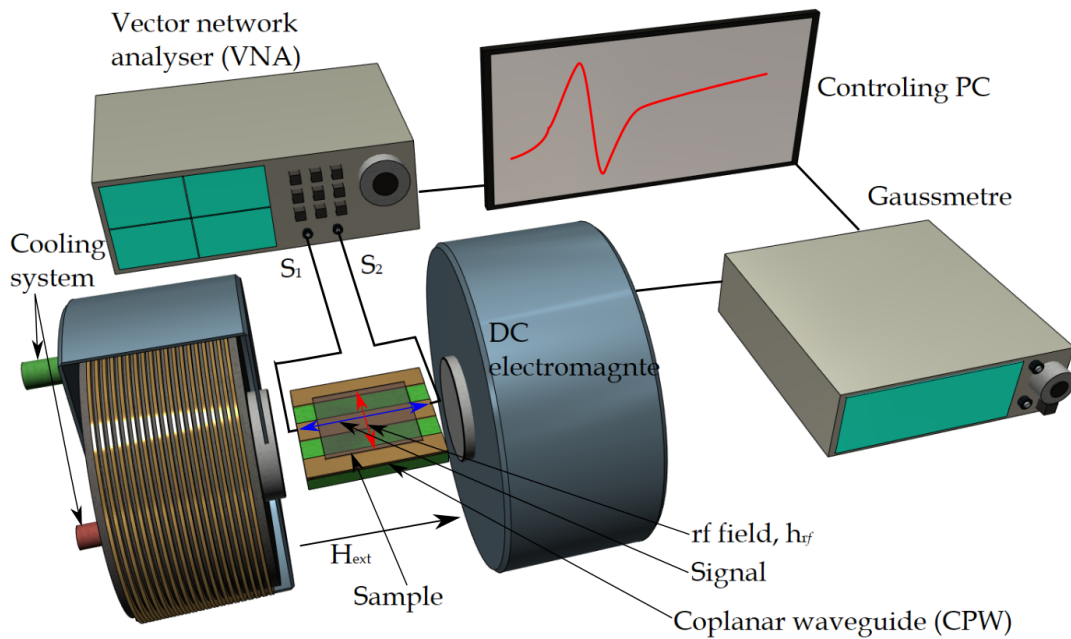 Vector network
analyser (VNA)
Controling PC
Gaussmetre
Cooling
system
S1
S2
DC
electromagnte
Hext
rf field, hrf
Signal
Sample
Coplanar waveguide (CPW)